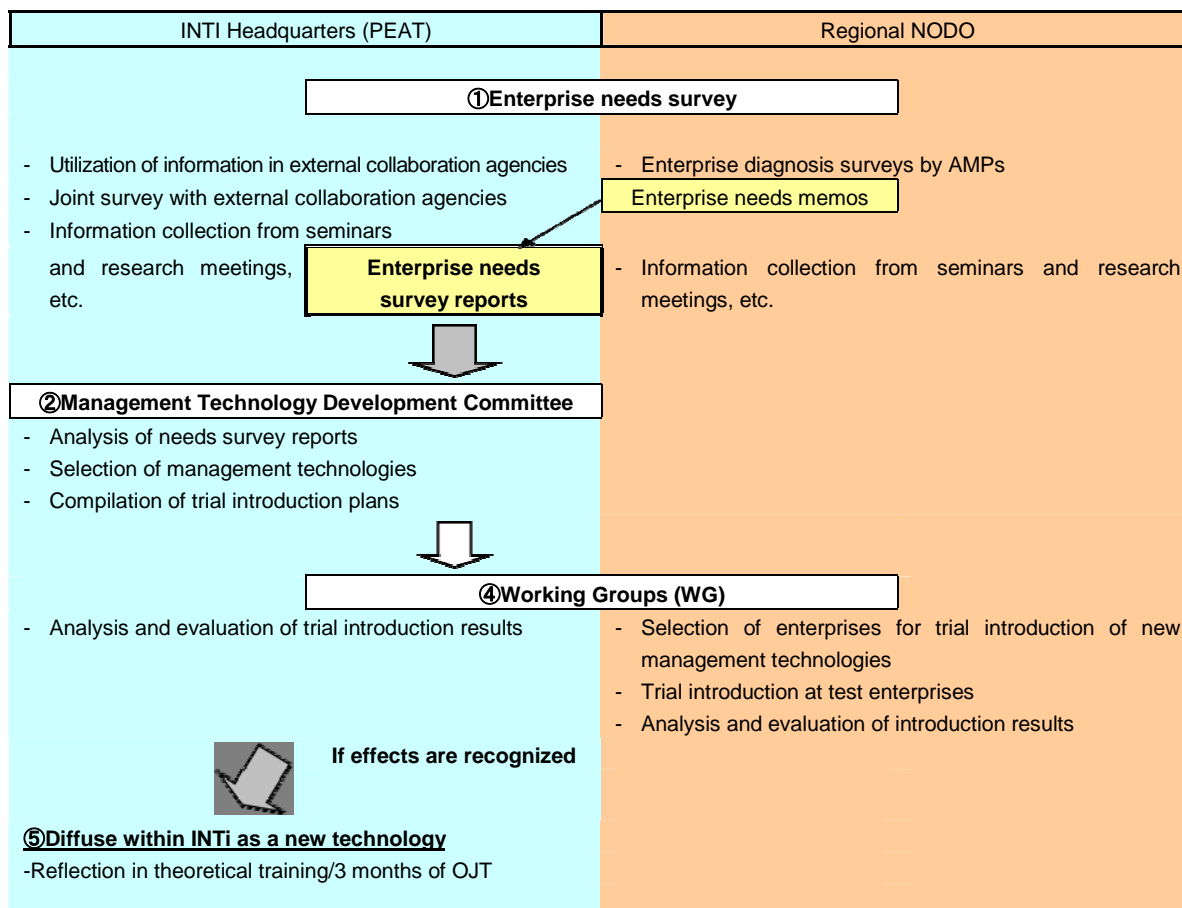 INTI Headquarters (PEAT)
Regional NODO
①Enterprise needs survey
- Utilization of information in external collaboration agencies
- Joint survey with external collaboration agencies
- Information collection from seminars
and research meetings,
etc.
- Enterprise diagnosis surveys by AMPs
Enterprise needs memos
Enterprise needs
survey reports
- Information collection from seminars and research
meetings, etc.
②Management Technology Development Committee
- Analysis of needs survey reports
- Selection of management technologies
- Compilation of trial introduction plans
④Working Groups (WG)
- Analysis and evaluation of trial introduction results
- Selection of enterprises for trial introduction of new
management technologies
- Trial introduction at test enterprises
- Analysis and evaluation of introduction results
If effects are recognized
⑤Diffuse within INTi as a new technology
-Reflection in theoretical training/3 months of OJT